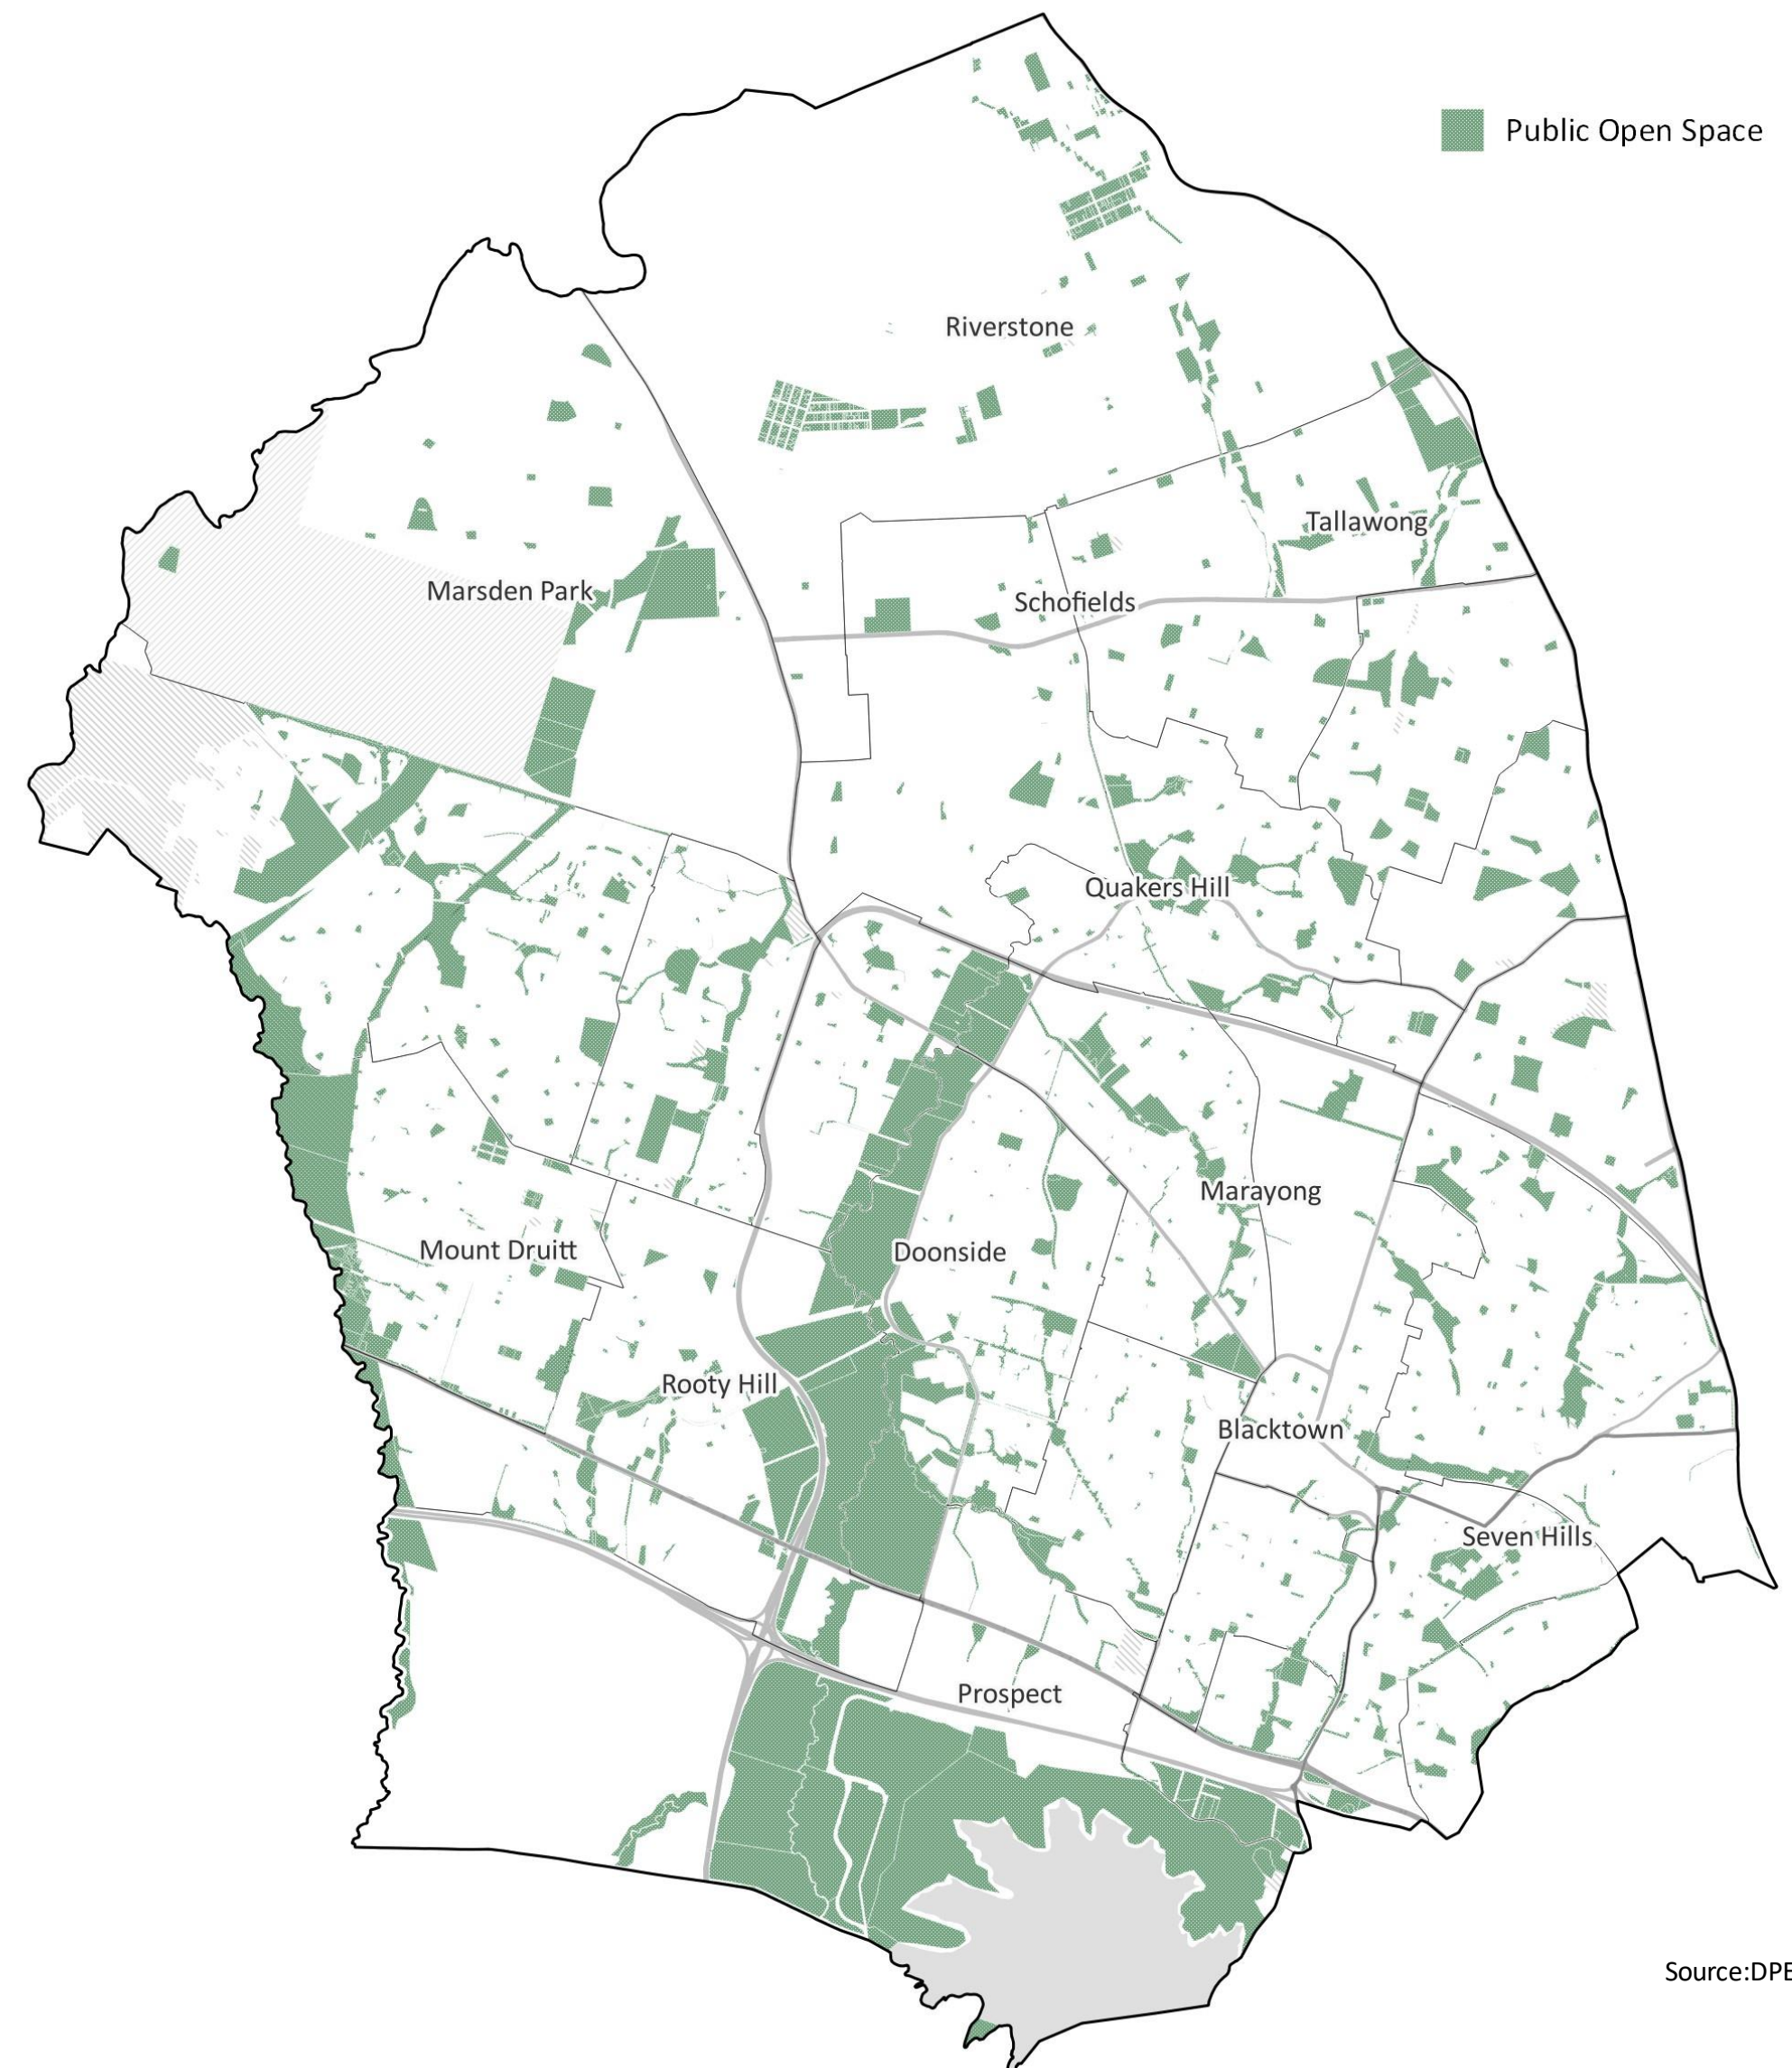 Public Open Space
Riverstone
Tallawong
Marsden Park
Schofields
Quakers Hill
Marayong
Mount Druitt
Doonside
Rooty Hill
Blacktown
Seven Hills
Prospect
Source:DPE